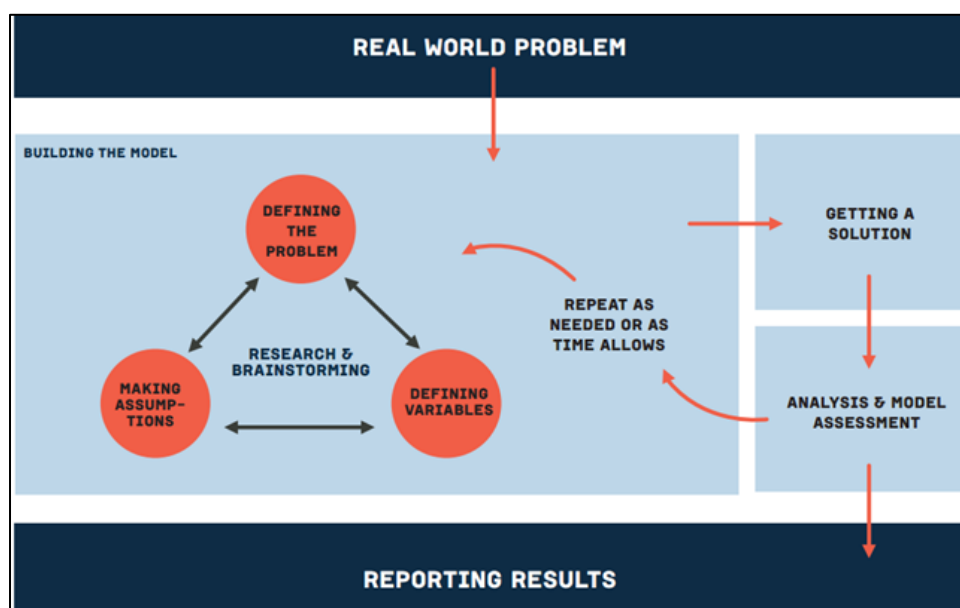 REAL WORLD PROBLEM
BUILDING THE MODEL
DEFINING
THE
PROBLEM
RESEARCH &
BRAINSTORMING
MAKING
ASSUMP-
TIONS
DEFINING
VARIABLES
REPEAT AS
NEEDED OR AS
TIME ALLOWS
GETTING A
SOLUTION
ANALYSIS & MODEL
ASSESSMENT
REPORTING RESULTS